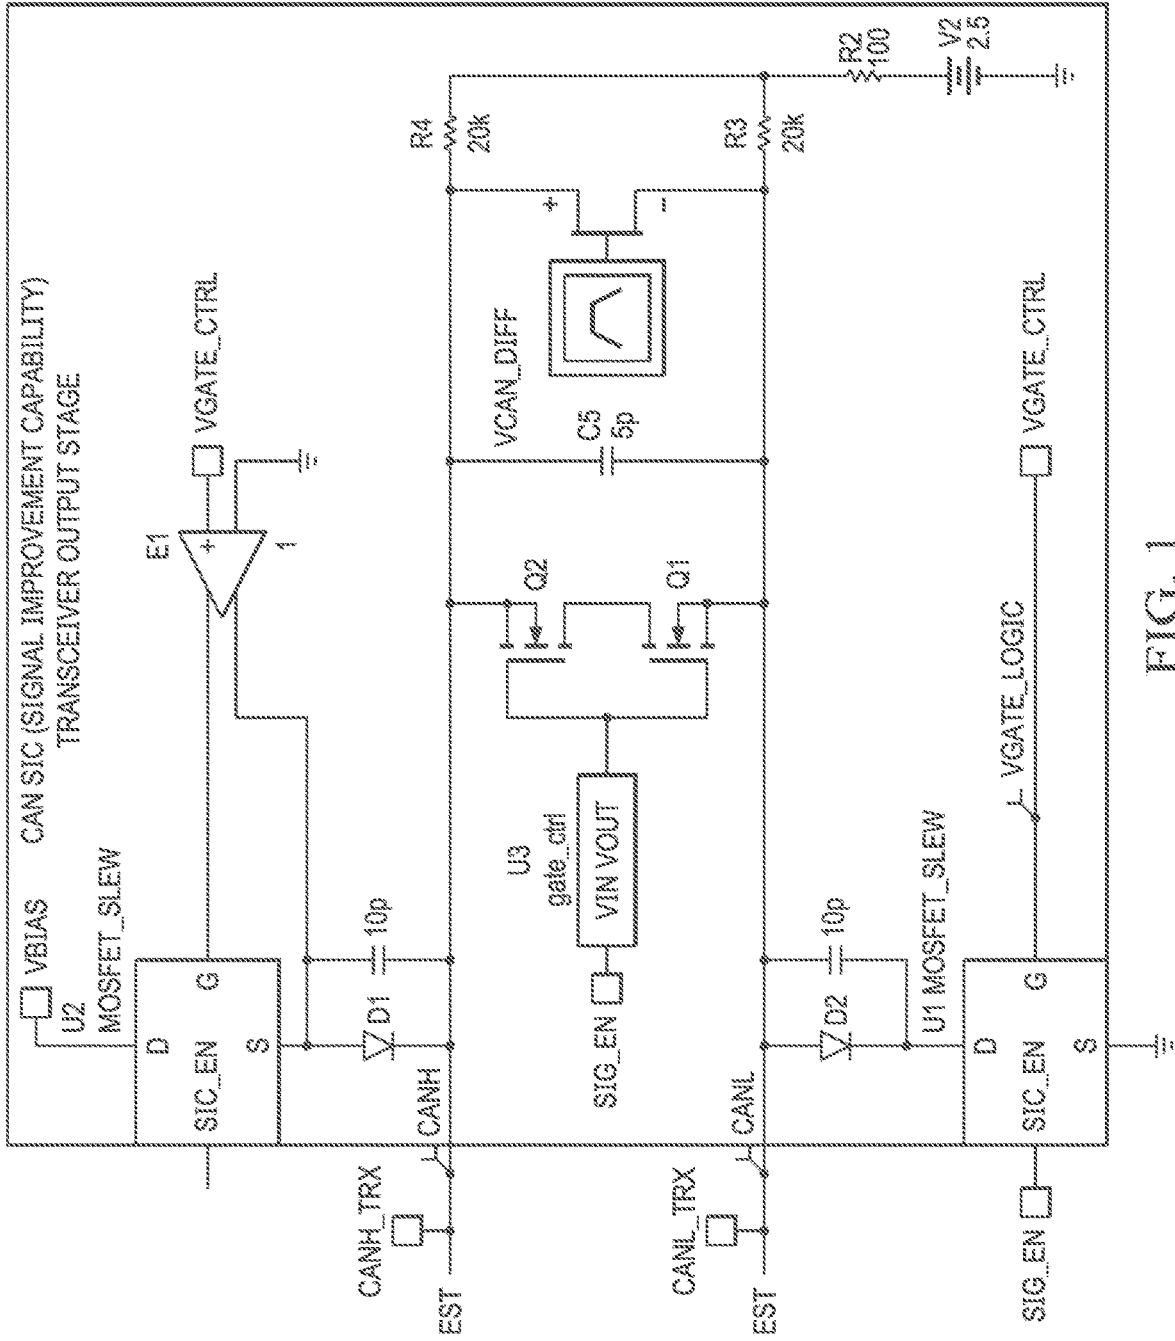 CAN SIC (SIGNAL IMPROVEMENT CAPABILITY)
TRANSCEIVER OUTPUT STAGE
VBIAS
U2
MOSFET_SLEW
D
G
SIC_EN
S
E1
+
1
VGATE_CTRL
D1
10p
CANH_TRX
CANH
EST
R4
20k
Q2
Q1
U3
gate_ctrl
VIN VOUT
SIG_EN
C5
5p
VCAN_DIFF
+
-
R3
20k
R2
100
V2
2.5
CANL_TRX
CANL
EST
D2
10p
U1 MOSFET_SLEW
D
G
SIC_EN
S
SIG_EN
VGATE_LOGIC
VGATE_CTRL
FIG. 1